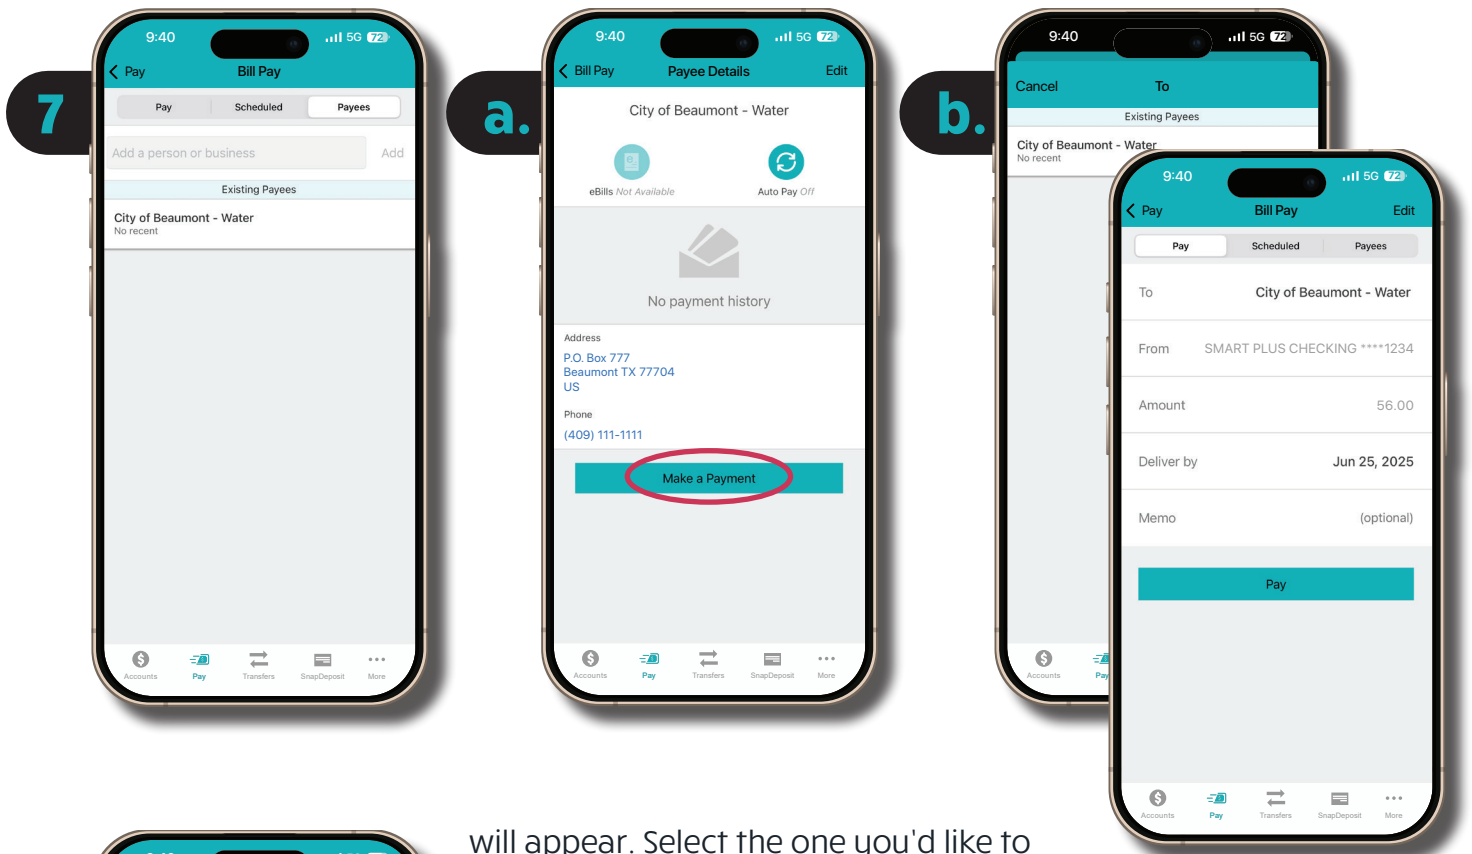 7
9:40
5G 72
Pay
Bill Pay
Pay
Scheduled
Payees
Add a person or business
Add
Existing Payees
City of Beaumont - Water
No recent
Accounts
Pay
Transfers
SnapDeposit
More
a.
9:40
5G 72
Bill Pay
Payee Details
Edit
City of Beaumont - Water
eBills Not Available
Auto Pay Off
No payment history
Address
P.O. Box 777
Beaumont TX 77704
US
Phone
(409) 111-1111
Make a Payment
Accounts
Pay
Transfers
SnapDeposit
More
b.
9:40
5G 72
Cancel
To
Existing Payees
City of Beaumont - Water
No recent
Accounts
Pay
9:40
5G 72
Pay
Bill Pay
Edit
Pay
Scheduled
Payees
To
City of Beaumont - Water
From
SMART PLUS CHECKING ****1234
Amount
56.00
Deliver by
Jun 25, 2025
Memo
(optional)
Pay
Accounts
Pay
Transfers
SnapDeposit
More
will appear. Select the one you'd like to